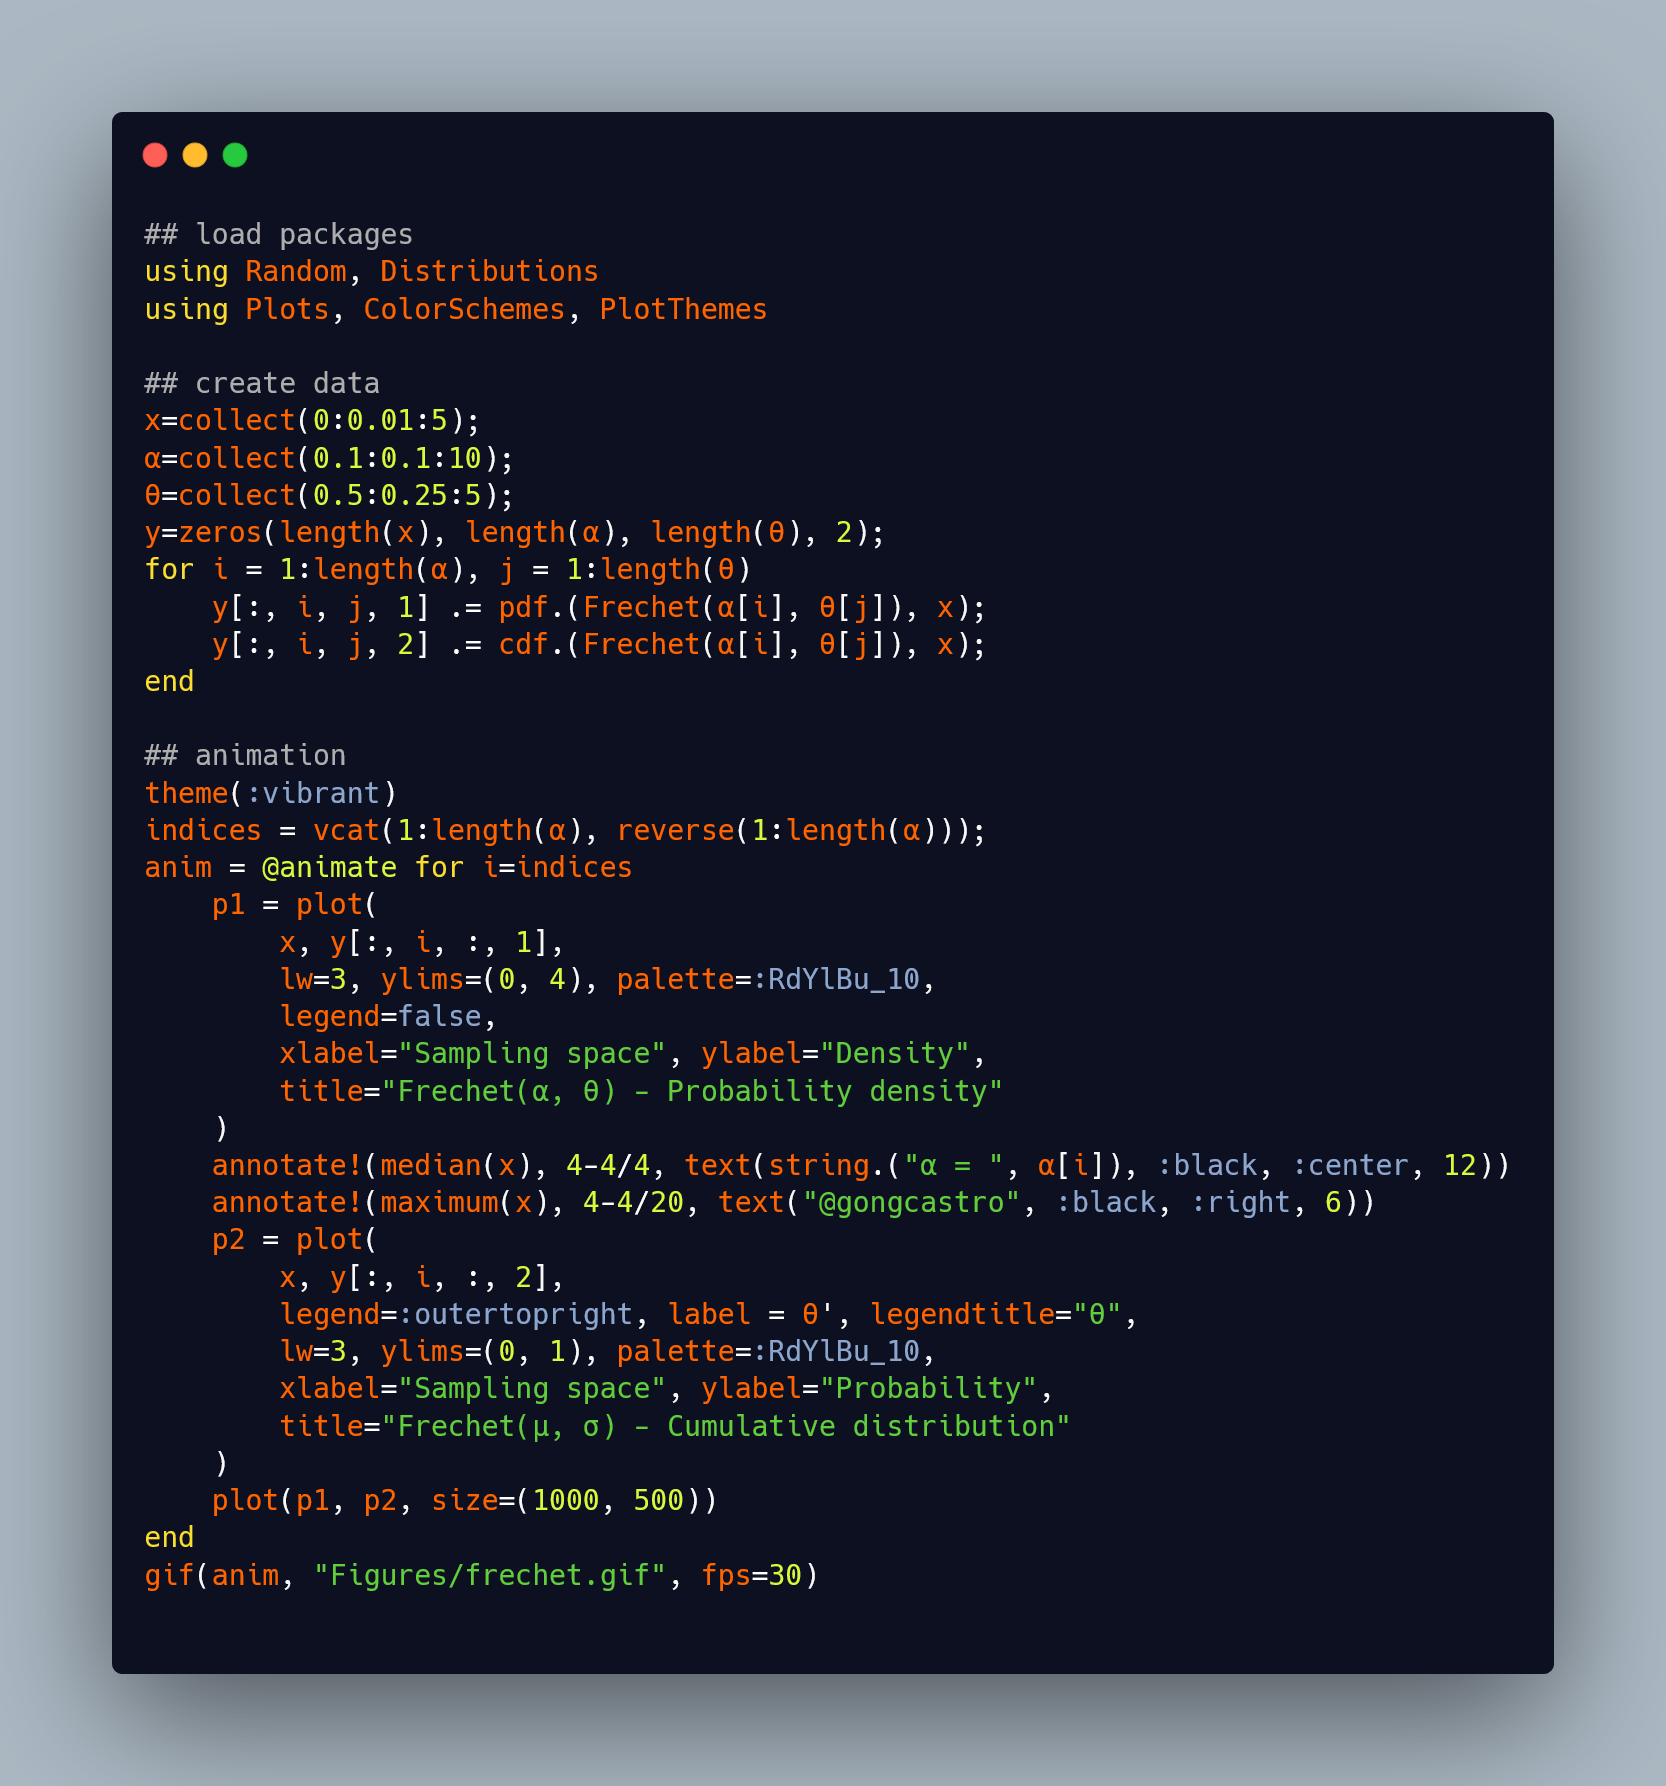 ## load packages
using Random, Distributions
using Plots, ColorSchemes, PlotThemes

## create data
x=collect(0:0.01:5);
α=collect(0.1:0.1:10);
θ=collect(0.5:0.25:5);
y=zeros(length(x), length(α), length(θ), 2);
for i = 1:length(α), j = 1:length(θ)
    y[:, i, j, 1] .= pdf.(Frechet(α[i], θ[j]), x);
    y[:, i, j, 2] .= cdf.(Frechet(α[i], θ[j]), x);
end

## animation
theme(:vibrant)
indices = vcat(1:length(α), reverse(1:length(α)));
anim = @animate for i=indices
    p1 = plot(
        x, y[:, i, :, 1],
        lw=3, ylims=(0, 4), palette=:RdYlBu_10,
        legend=false,
        xlabel="Sampling space", ylabel="Density",
        title="Frechet(α, θ) - Probability density"
    )
    annotate!(median(x), 4-4/4, text(string.("α = ", α[i]), :black, :center, 12))
    annotate!(maximum(x), 4-4/20, text("@gongcastro", :black, :right, 6))
    p2 = plot(
        x, y[:, i, :, 2],
        legend=:outertopright, label = θ', legendtitle="θ",
        lw=3, ylims=(0, 1), palette=:RdYlBu_10,
        xlabel="Sampling space", ylabel="Probability",
        title="Frechet(μ, σ) - Cumulative distribution"
    )
    plot(p1, p2, size=(1000, 500))
end
gif(anim, "Figures/frechet.gif", fps=30)